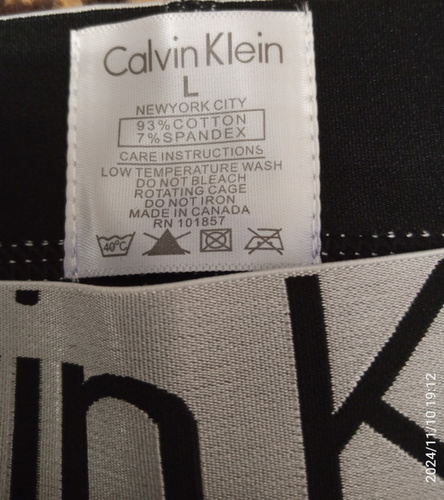 Calvin Klein
L
NEWYORK CITY
93%COTTON
7%SPANDEX
CARE INSTRUCTIONS
LOW TEMPERATURE WASH
DO NOT BLEACH
ROTATING CAGE
DO NOT IRON
MADE IN CANADA
RN 101857
40°C
in K
2024/11/10 19:12